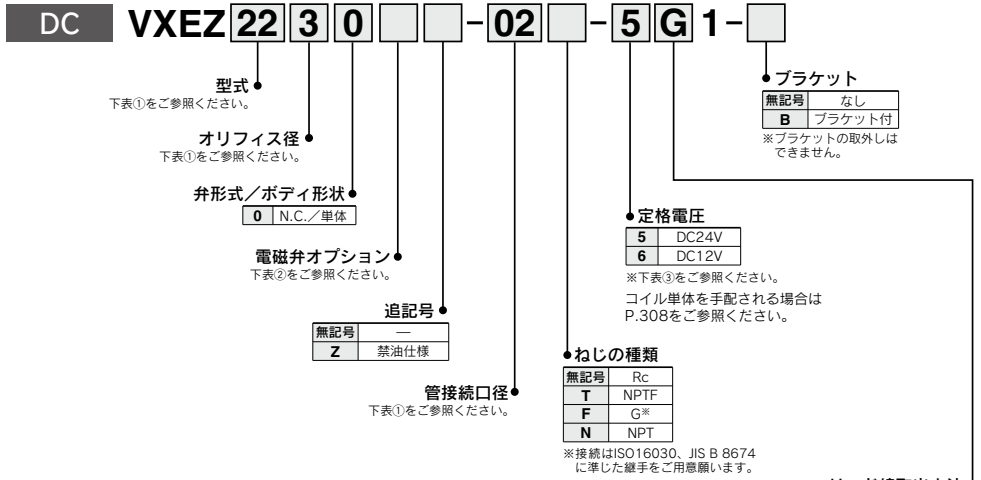 DC VXEZ 22 3 0 - 02 - 5 G 1 -
型式
下表①をご参照ください。
オリフィス径
下表①をご参照ください。
弁形式／ボディ形状
0 N.C.／単体
電磁弁オプション
下表②をご参照ください。
追記号
無記号 —
Z 禁油仕様
管接続口径
下表①をご参照ください。
ねじの種類
無記号 Rc
T NPTF
F G※
N NPT
※接続はISO16030、JIS B 8674
に準じた継手をご用意願います。
定格電圧
5 DC24V
6 DC12V
※下表③をご参照ください。
コイル単体を手配される場合は
P.308をご参照ください。
ブラケット
無記号 なし
B ブラケット付
※ブラケットの取外しは
できません。